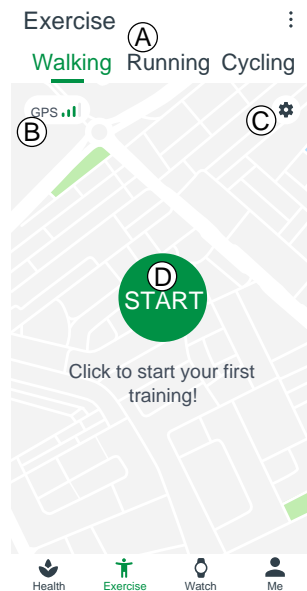 Exercise
A
Walking Running Cycling
GPS
B
C
D
START
Click to start your first
training!
Health Exercise Watch Me